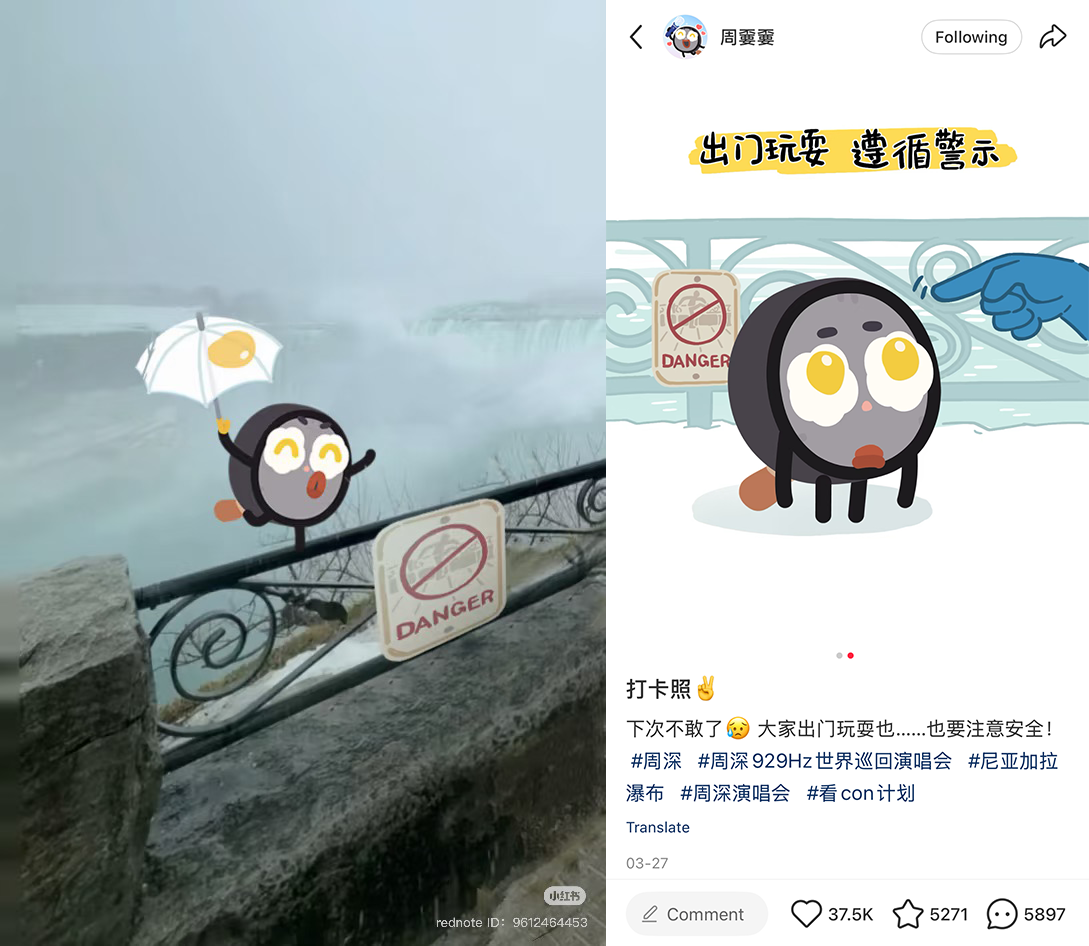 DANGER
小红书
rednote ID: 9612464453
周霎霎
Following
出门玩耍 遵循警示
DANGER
打卡照✌️
下次不敢了😥 大家出门玩耍也……也要注意安全！
#周深 #周深929Hz世界巡回演唱会 #尼亚加拉
瀑布 #周深演唱会 #看con计划
Translate
03-27
Comment
37.5K
5271
5897